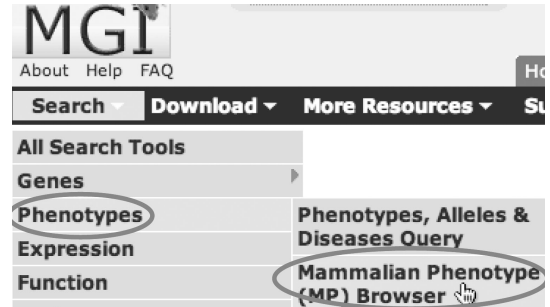 MGI
About Help FAQ
Search Download More Resources
All Search Tools
Genes
Phenotypes
Phenotypes, Alleles &
Diseases Query
Expression
Mammalian Phenotype
(MP) Browser
Function